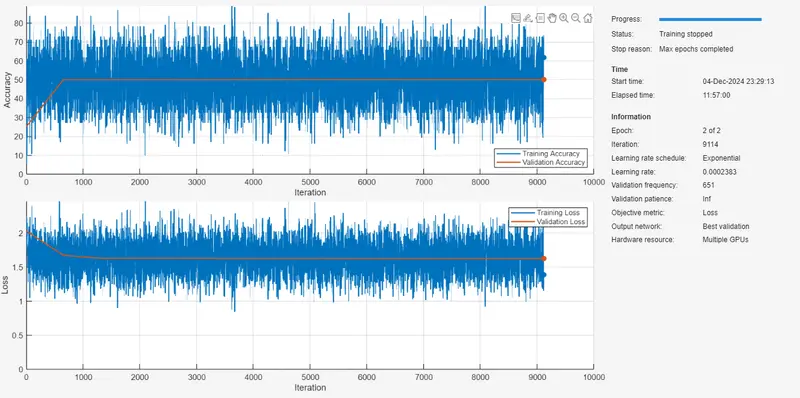 80
70
60
50
40
30
20
10
0
Accuracy
0 1000 2000 3000 4000 5000 6000 7000 8000 9000 10000
Iteration
Training Accuracy
Validation Accuracy
2
1.5
1
0.5
0
Loss
0 1000 2000 3000 4000 5000 6000 7000 8000 9000 10000
Iteration
Training Loss
Validation Loss
Progress:
Status: Training stopped
Stop reason: Max epochs completed
Time
Start time: 04-Dec-2024 23:29:13
Elapsed time: 11:57:00
Information
Epoch: 2 of 2
Iteration: 9114
Learning rate schedule: Exponential
Learning rate: 0.0002383
Validation frequency: 651
Validation patience: Inf
Objective metric: Loss
Output network: Best validation
Hardware resource: Multiple GPUs